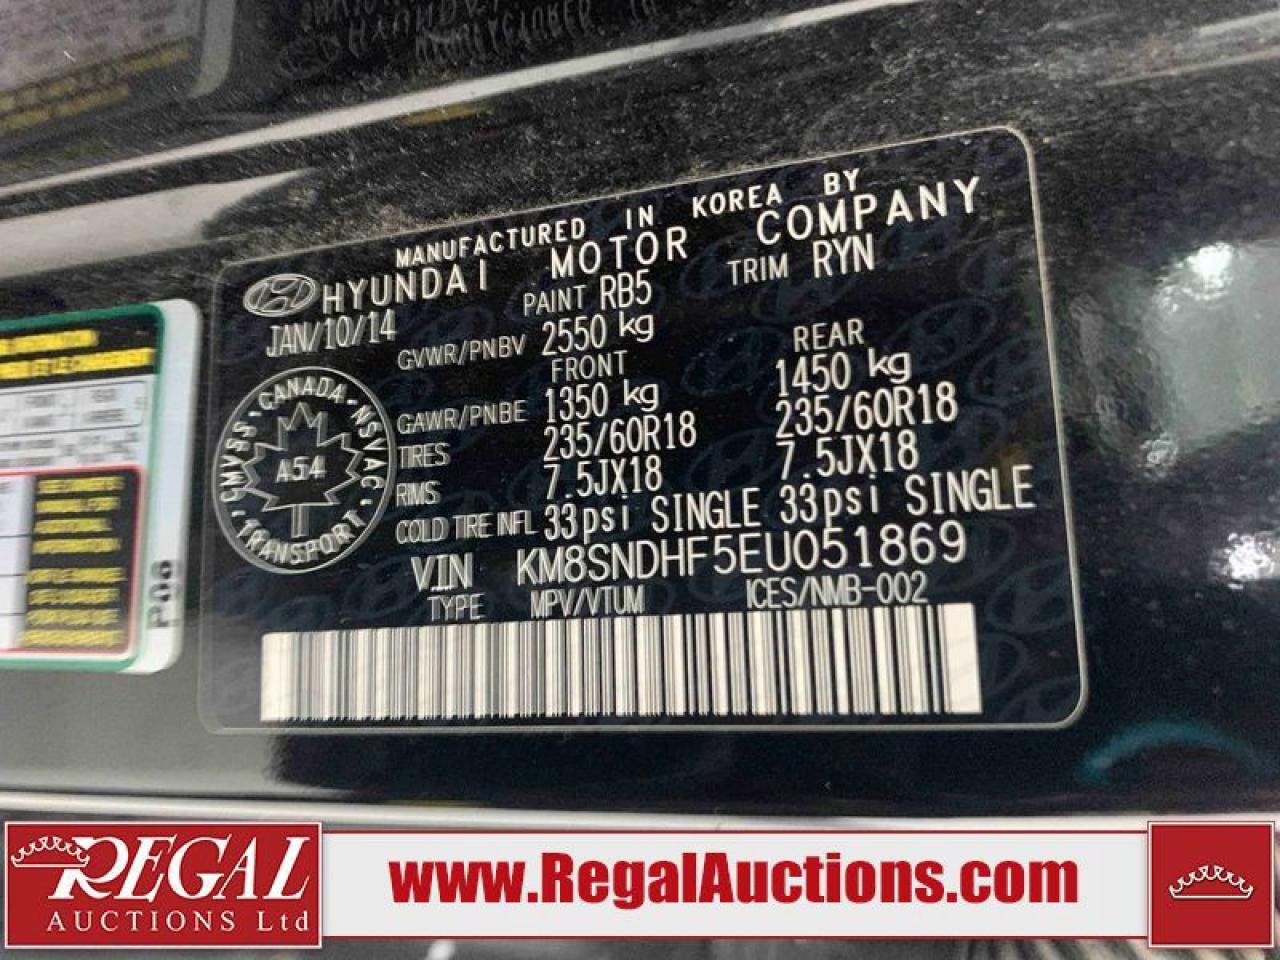 MANUFACTURED IN KOREA BY
HYUNDAI MOTOR COMPANY
JAN/10/14 PAINT RB5 TRIM RYN
GVWR/PNBV 2550 kg
FRONT REAR
GAWR/PNBE 1350 kg 1450 kg
TIRES 235/60R18 235/60R18
RIMS 7.5JX18 7.5JX18
COLD TIRE INFL 33psi SINGLE 33psi SINGLE
VIN KM8SNDHF5EU051869
TYPE MPV/VTUM ICES/NMB-002
CANADA · NSVAC · TRANSPORT · CMVSS
A54
REGAL
AUCTIONS Ltd
www.RegalAuctions.com